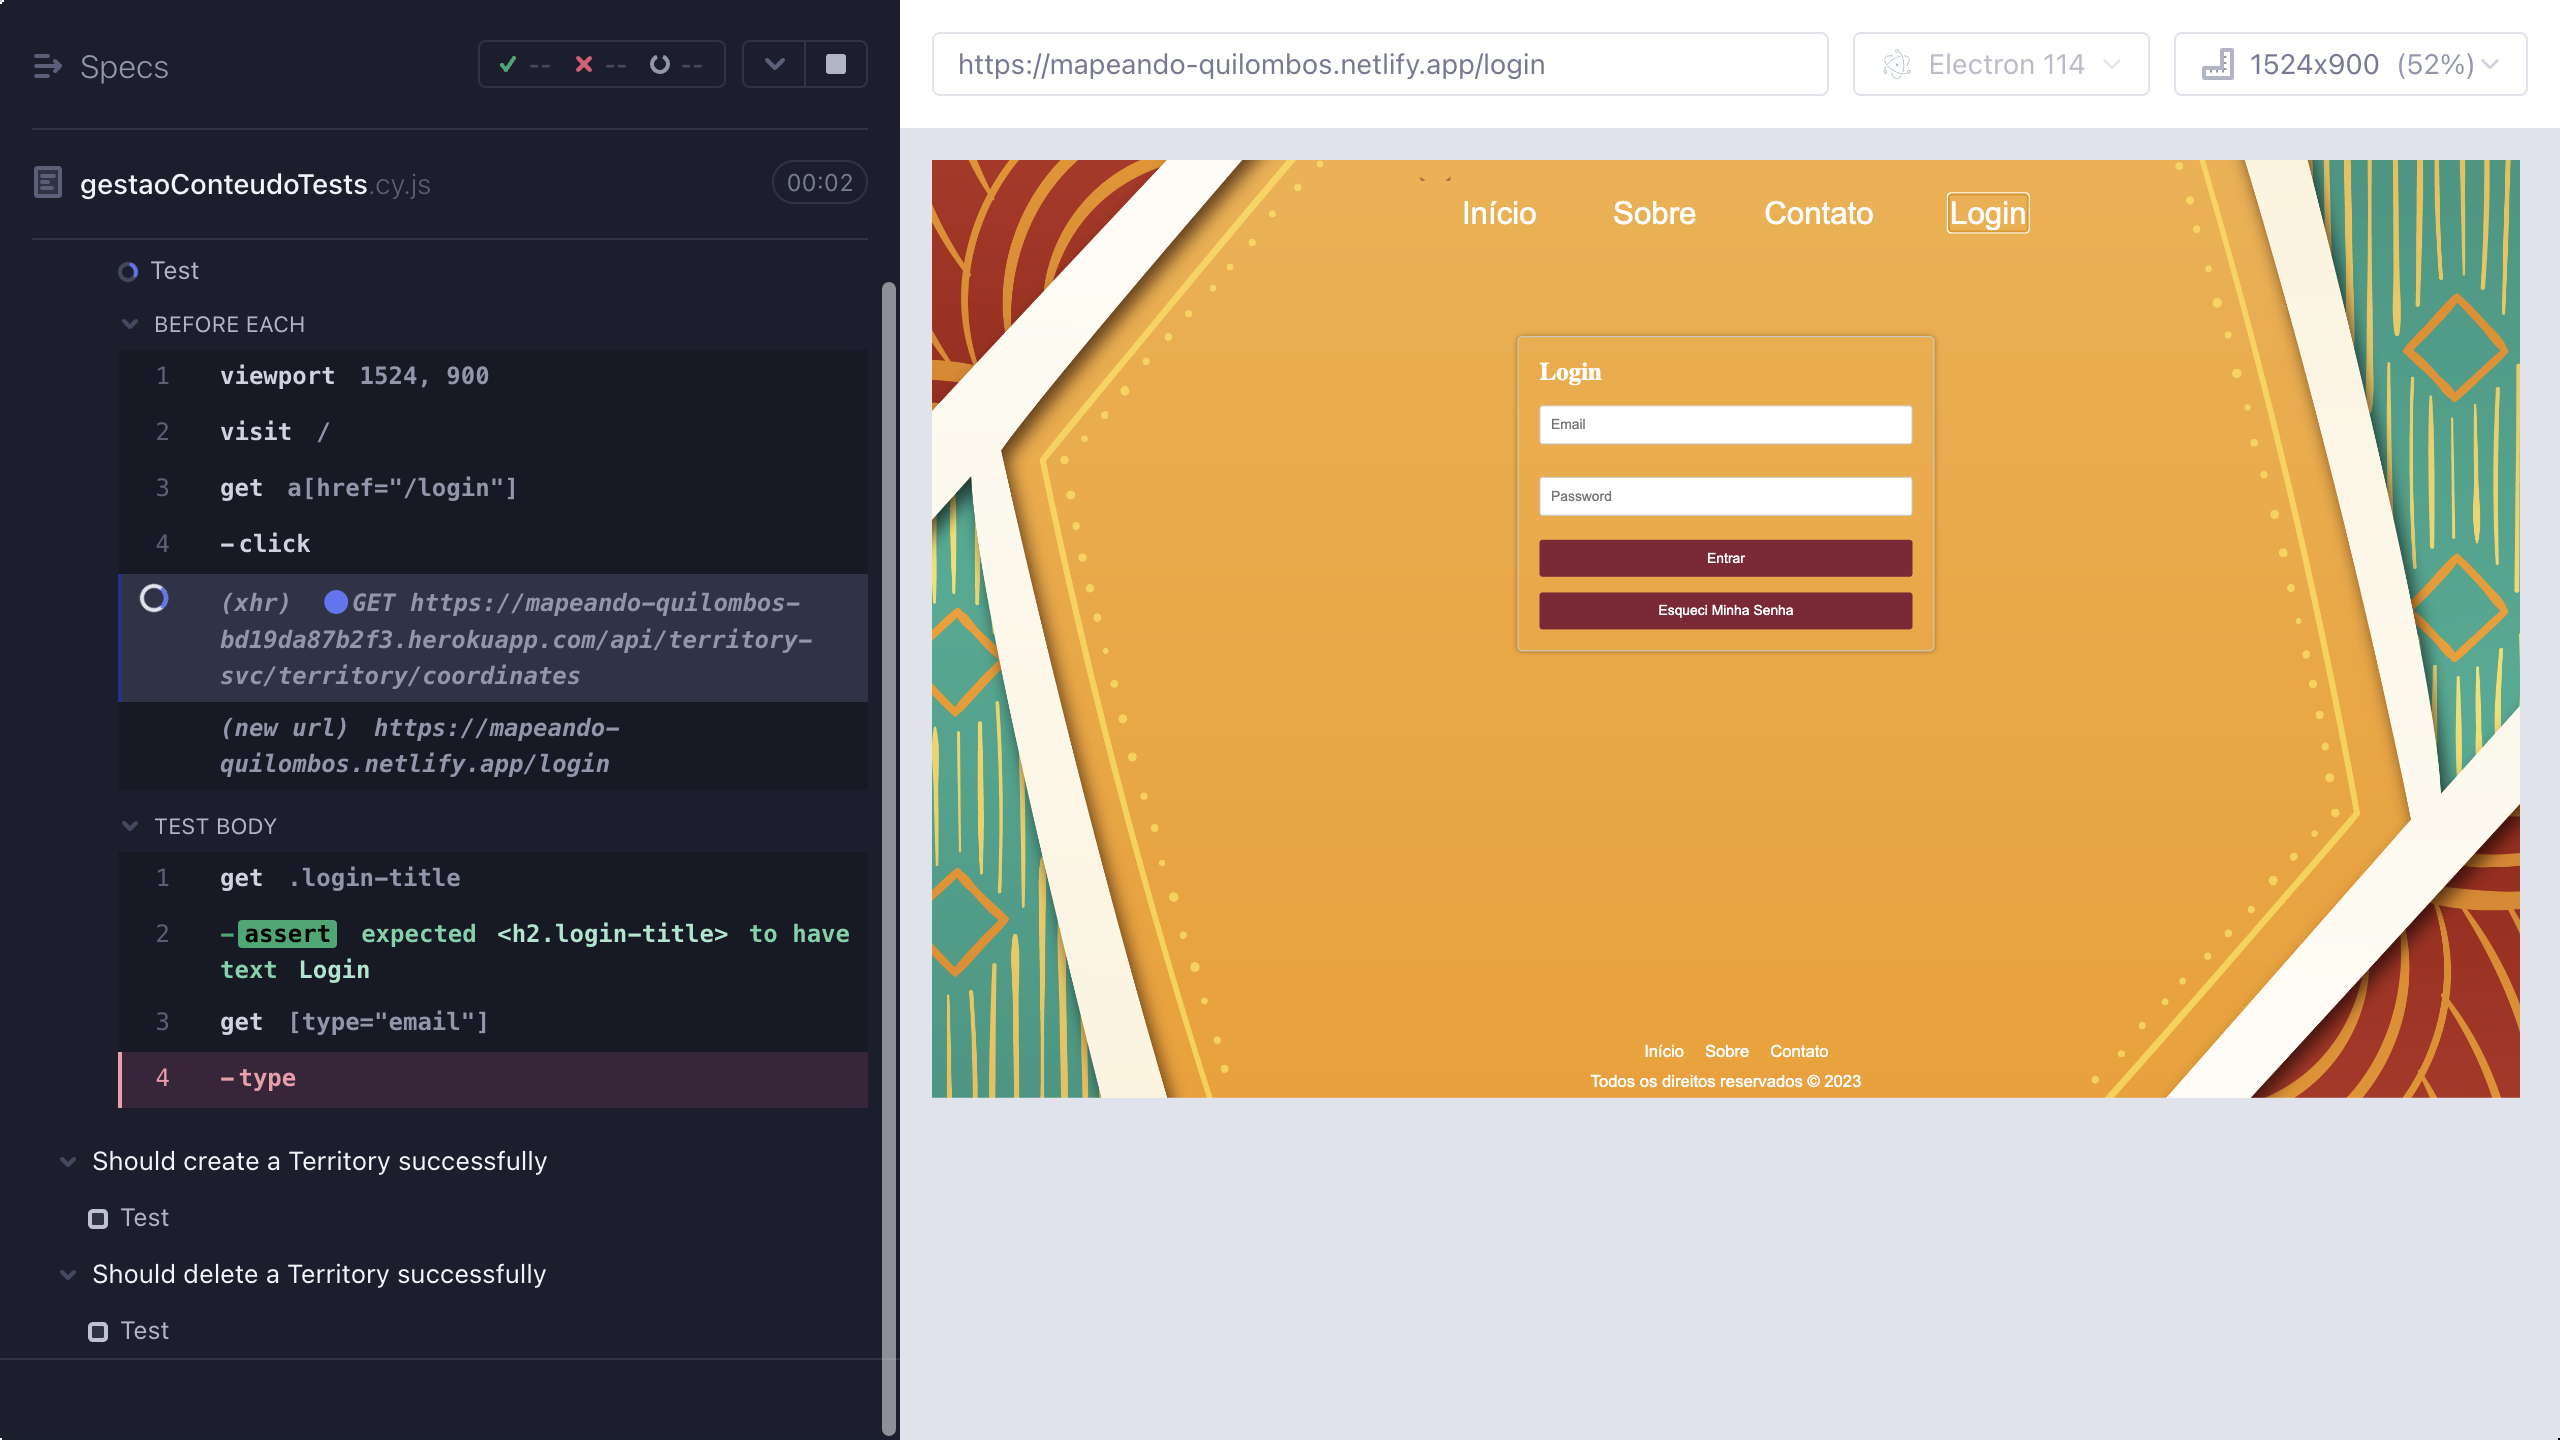 Specs
-- -- --
gestaoConteudoTests.cy.js 00:02
Test
BEFORE EACH
1 viewport 1524, 900
2 visit /
3 get a[href="/login"]
4 -click
(xhr) GET https://mapeando-quilombos-
bd19da87b2f3.herokuapp.com/api/territory-
svc/territory/coordinates
(new url) https://mapeando-
quilombos.netlify.app/login
TEST BODY
1 get .login-title
2 -assert expected <h2.login-title> to have
text Login
3 get [type="email"]
4 -type
Should create a Territory successfully
Test
Should delete a Territory successfully
Test
https://mapeando-quilombos.netlify.app/login
Electron 114
1524x900 (52%)
Início Sobre Contato Login
Login
Email
Password
Entrar
Esqueci Minha Senha
Início Sobre Contato
Todos os direitos reservados © 2023